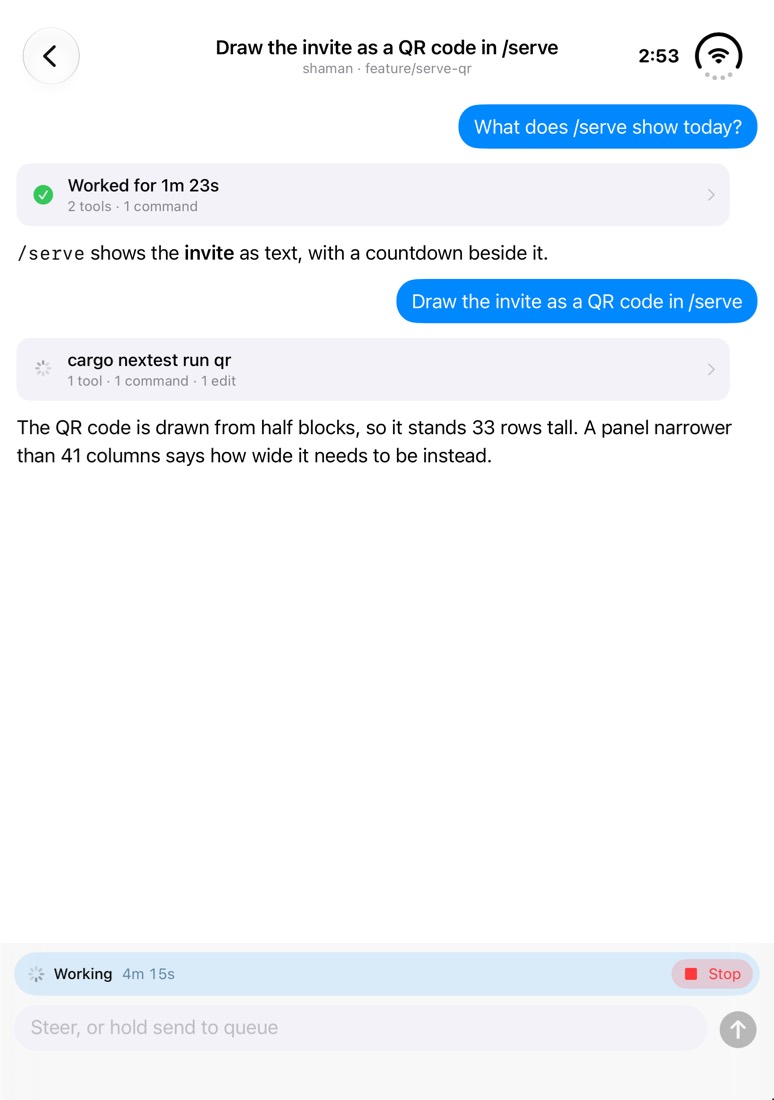 Draw the invite as a QR code in /serve
shaman · feature/serve-qr
2:53
What does /serve show today?
Worked for 1m 23s
2 tools · 1 command
/serve shows the invite as text, with a countdown beside it.
Draw the invite as a QR code in /serve
cargo nextest run qr
1 tool · 1 command · 1 edit
The QR code is drawn from half blocks, so it stands 33 rows tall. A panel narrower
than 41 columns says how wide it needs to be instead.
Working 4m 15s
Stop
Steer, or hold send to queue